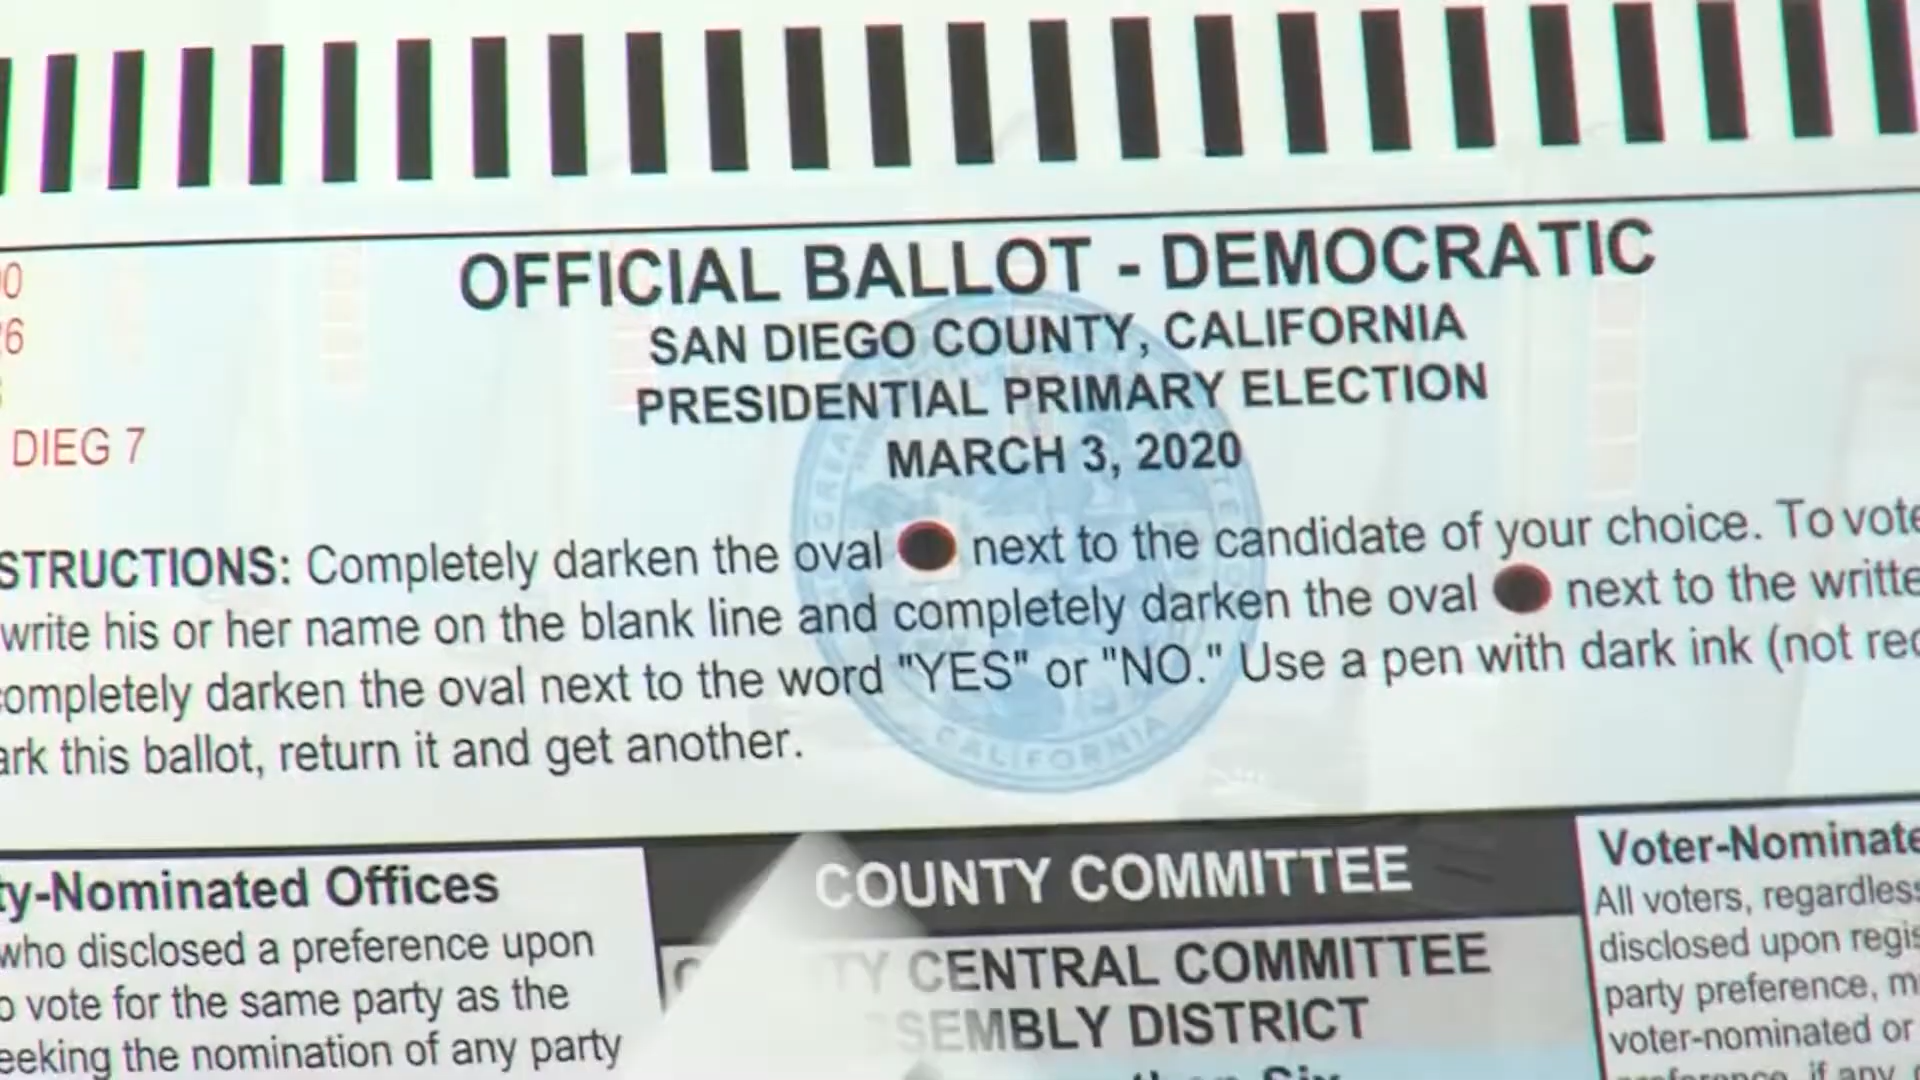 OFFICIAL BALLOT - DEMOCRATIC
SAN DIEGO COUNTY, CALIFORNIA
PRESIDENTIAL PRIMARY ELECTION
MARCH 3, 2020
0
6
DIEG 7
STRUCTIONS: Completely darken the oval next to the candidate of your choice. To vote
write his or her name on the blank line and completely darken the oval next to the writte
ompletely darken the oval next to the word "YES" or "NO." Use a pen with dark ink (not red
ark this ballot, return it and get another.
CALIFORNIA
ty-Nominated Offices
who disclosed a preference upon
o vote for the same party as the
eeking the nomination of any party
COUNTY COMMITTEE
TY CENTRAL COMMITTEE
SEMBLY DISTRICT
Voter-Nominate
All voters, regardless
disclosed upon regis
party preference, m
voter-nominated or